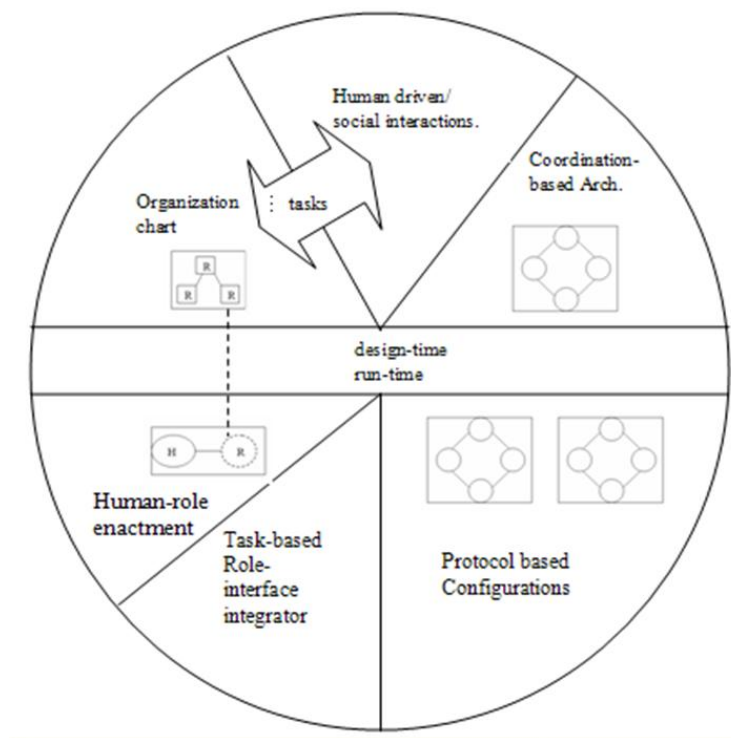 Human driven/
social interactions.
Coordination-
based Arch.
Organization
chart
⋮ tasks
R
R R
design-time
run-time
H R
Human-role
enactment
Task-based
Role-
interface
integrator
Protocol based
Configurations